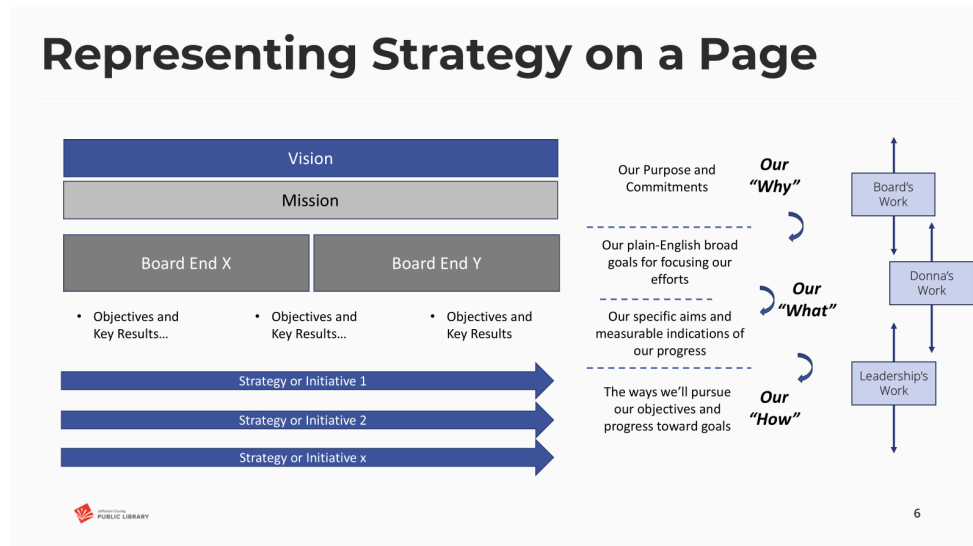 Representing Strategy on a Page
Vision
Mission
Board End X
Board End Y
• Objectives and
Key Results…
• Objectives and
Key Results…
• Objectives and
Key Results
Strategy or Initiative 1
Strategy or Initiative 2
Strategy or Initiative x
Our Purpose and
Commitments
Our
“Why”
Our plain-English broad
goals for focusing our
efforts
Our
“What”
Our specific aims and
measurable indications of
our progress
The ways we’ll pursue
our objectives and
progress toward goals
Our
“How”
Board’s
Work
Donna’s
Work
Leadership’s
Work
Jefferson County
PUBLIC LIBRARY
6